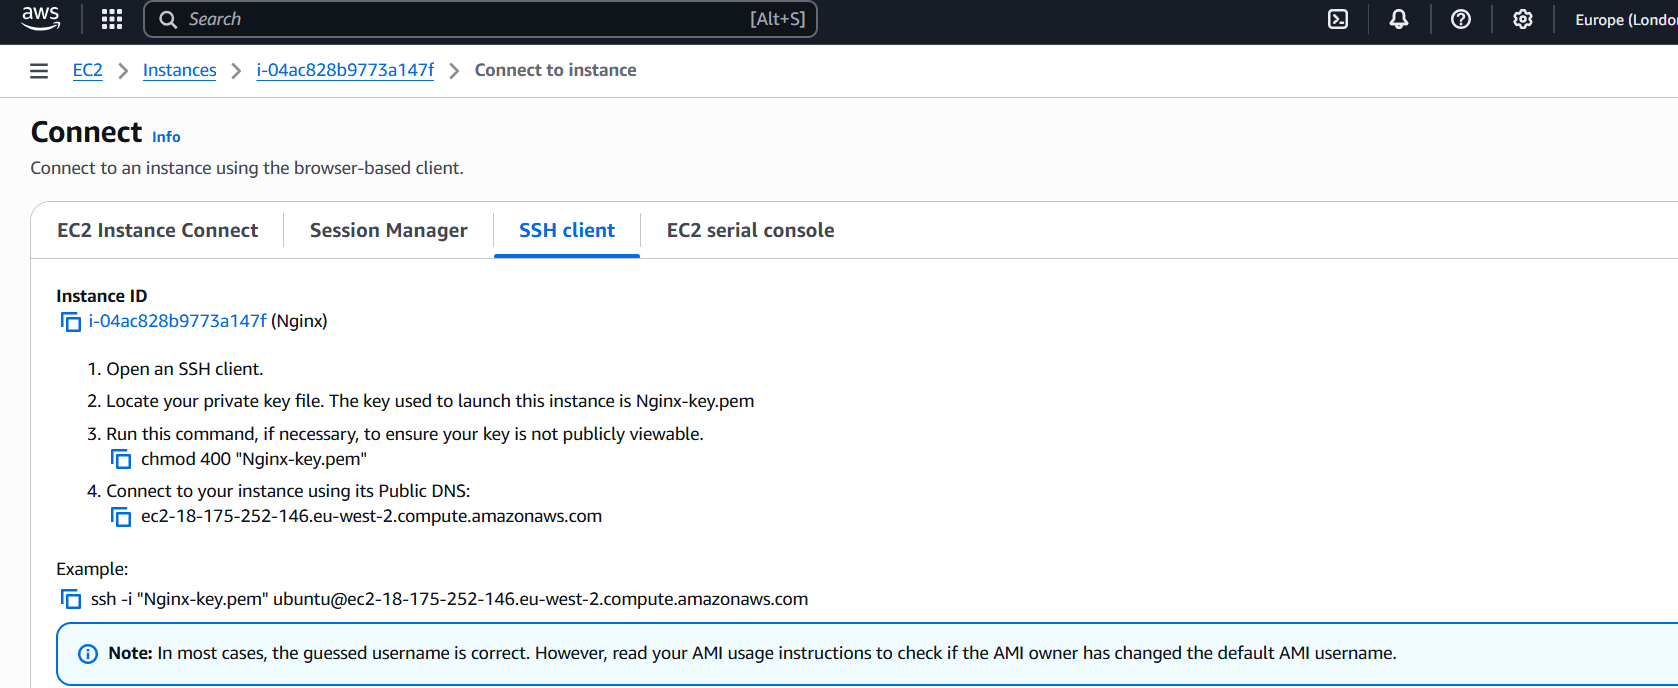 aws
Search [Alt+S]
Europe (Londo
EC2 > Instances > i-04ac828b9773a147f > Connect to instance
Connect Info
Connect to an instance using the browser-based client.
EC2 Instance Connect
Session Manager
SSH client
EC2 serial console
Instance ID
i-04ac828b9773a147f (Nginx)
1. Open an SSH client.
2. Locate your private key file. The key used to launch this instance is Nginx-key.pem
3. Run this command, if necessary, to ensure your key is not publicly viewable.
chmod 400 "Nginx-key.pem"
4. Connect to your instance using its Public DNS:
ec2-18-175-252-146.eu-west-2.compute.amazonaws.com
Example:
ssh -i "Nginx-key.pem" ubuntu@ec2-18-175-252-146.eu-west-2.compute.amazonaws.com
Note: In most cases, the guessed username is correct. However, read your AMI usage instructions to check if the AMI owner has changed the default AMI username.